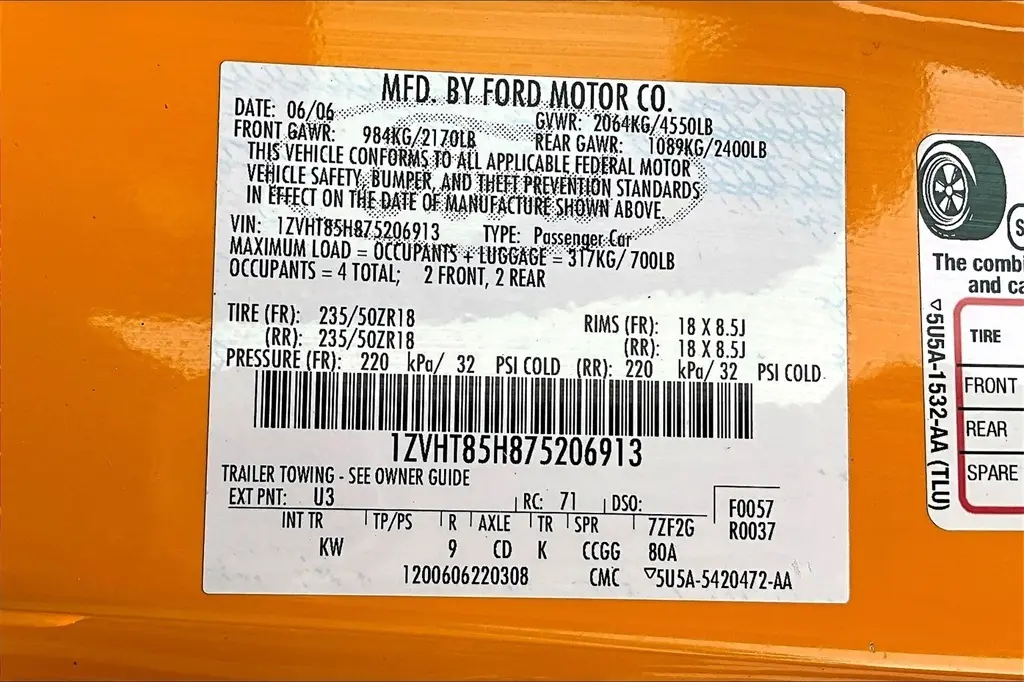 MFD. BY FORD MOTOR CO.
DATE: 06/06 GVWR: 2064KG/4550LB
FRONT GAWR: 984KG/2170LB REAR GAWR: 1089KG/2400LB
THIS VEHICLE CONFORMS TO ALL APPLICABLE FEDERAL MOTOR
VEHICLE SAFETY, BUMPER, AND THEFT PREVENTION STANDARDS
IN EFFECT ON THE DATE OF MANUFACTURE SHOWN ABOVE.
VIN: 1ZVHT85H875206913 TYPE: Passenger Car
MAXIMUM LOAD = OCCUPANTS + LUGGAGE = 317KG/ 700LB
OCCUPANTS = 4 TOTAL; 2 FRONT, 2 REAR
TIRE (FR): 235/50ZR18 RIMS (FR): 18 X 8.5J
(RR): 235/50ZR18 (RR): 18 X 8.5J
PRESSURE (FR): 220 kPa/ 32 PSI COLD (RR): 220 kPa/ 32 PSI COLD
1ZVHT85H875206913
TRAILER TOWING - SEE OWNER GUIDE
EXT PNT: U3 RC: 71 DSO: F0057
R0037
INT TR TP/PS R AXLE TR SPR 7ZF2G
KW 9 CD K CCGG 80A
1200606220308 CMC ▽5U5A-5420472-AA
The combi
and ca
▽5U5A-1532-AA (TLU)
TIRE
FRONT
REAR
SPARE